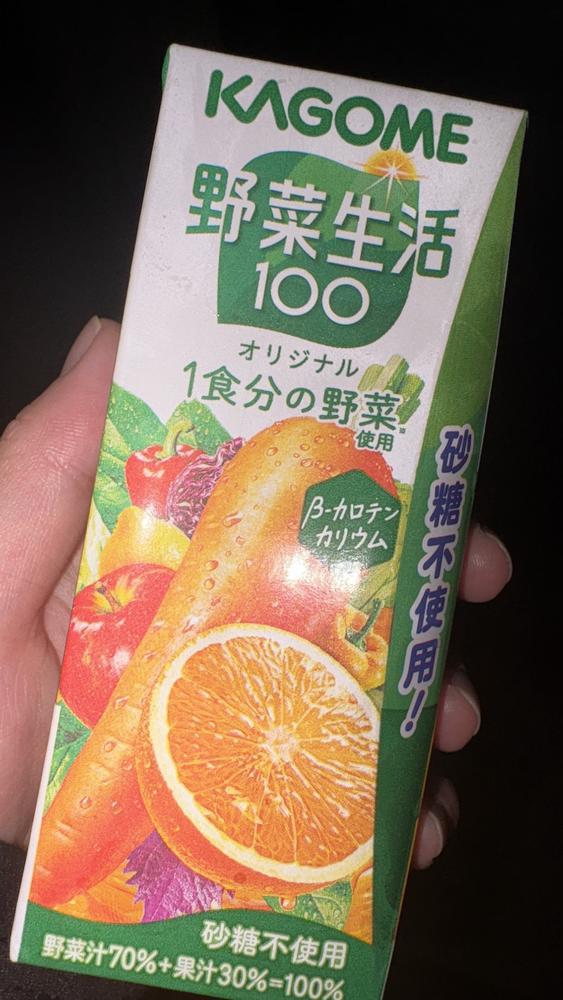 KAGOME
野菜生活
100
オリジナル
1食分の野菜※
使用
β-カロテン
カリウム
砂糖不使用!
砂糖不使用
野菜汁70%+果汁30%=100%